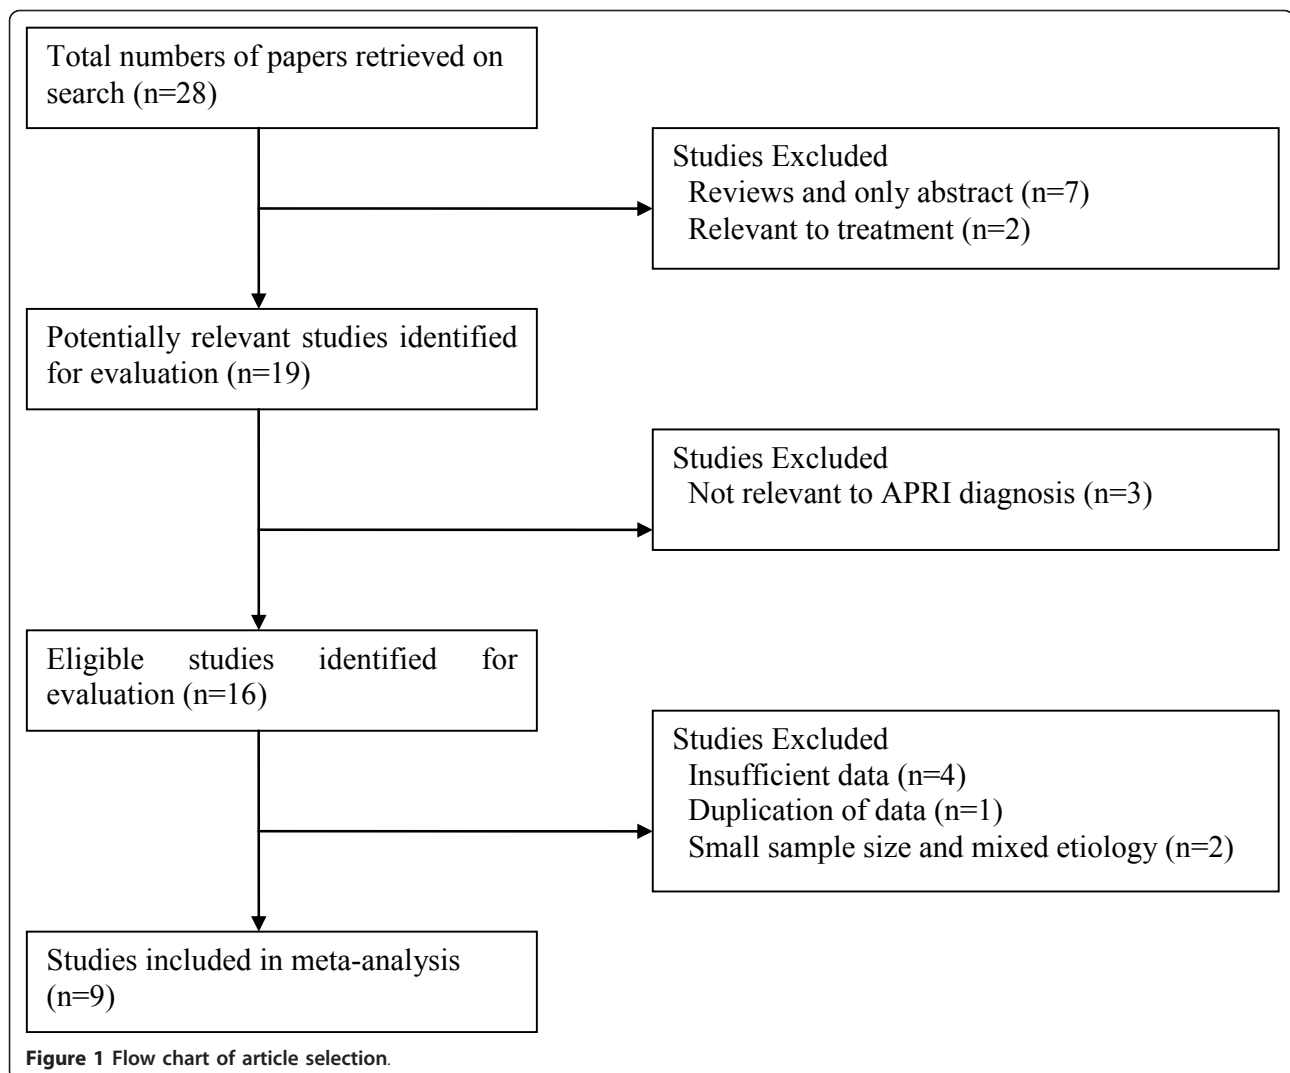 Total numbers of papers retrieved on
search (n=28)
Studies Excluded
Reviews and only abstract (n=7)
Relevant to treatment (n=2)
Potentially relevant studies identified
for evaluation (n=19)
Studies Excluded
Not relevant to APRI diagnosis (n=3)
Eligible studies identified for
evaluation (n=16)
Studies Excluded
Insufficient data (n=4)
Duplication of data (n=1)
Small sample size and mixed etiology (n=2)
Studies included in meta-analysis
(n=9)
Figure 1 Flow chart of article selection.